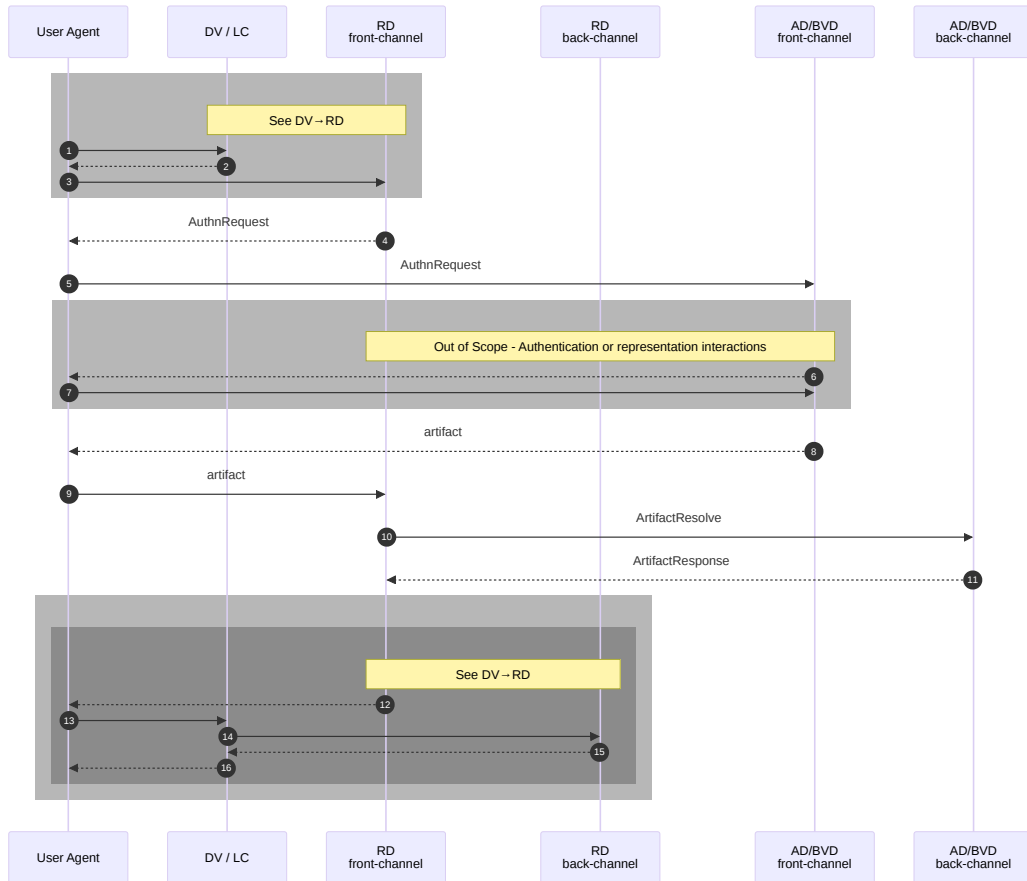 User Agent
DV / LC
RD
front-channel
RD
back-channel
AD/BVD
front-channel
AD/BVD
back-channel
See DV→RD
1
2
3
AuthnRequest
4
AuthnRequest
5
Out of Scope - Authentication or representation interactions
6
7
artifact
8
artifact
9
ArtifactResolve
10
ArtifactResponse
11
See DV→RD
12
13
14
15
16
User Agent
DV / LC
RD
front-channel
RD
back-channel
AD/BVD
front-channel
AD/BVD
back-channel